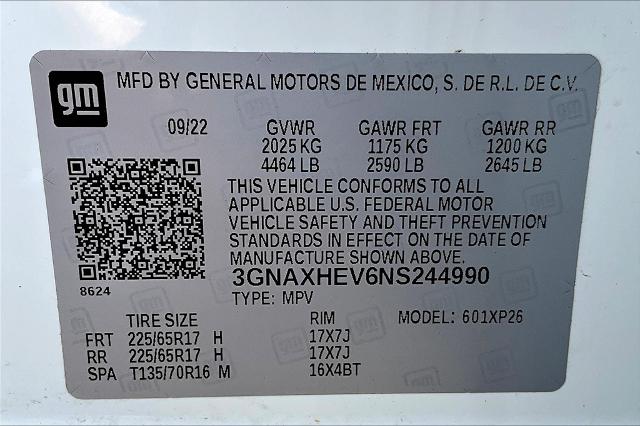 gm
MFD BY GENERAL MOTORS DE MEXICO, S. DE R.L. DE C.V.
09/22 GVWR GAWR FRT GAWR RR
2025 KG 1175 KG 1200 KG
4464 LB 2590 LB 2645 LB
THIS VEHICLE CONFORMS TO ALL
APPLICABLE U.S. FEDERAL MOTOR
VEHICLE SAFETY AND THEFT PREVENTION
STANDARDS IN EFFECT ON THE DATE OF
MANUFACTURE SHOWN ABOVE.
3GNAXHEV6NS244990
8624 TYPE: MPV
TIRE SIZE RIM MODEL: 601XP26
FRT 225/65R17 H 17X7J
RR 225/65R17 H 17X7J
SPA T135/70R16 M 16X4BT